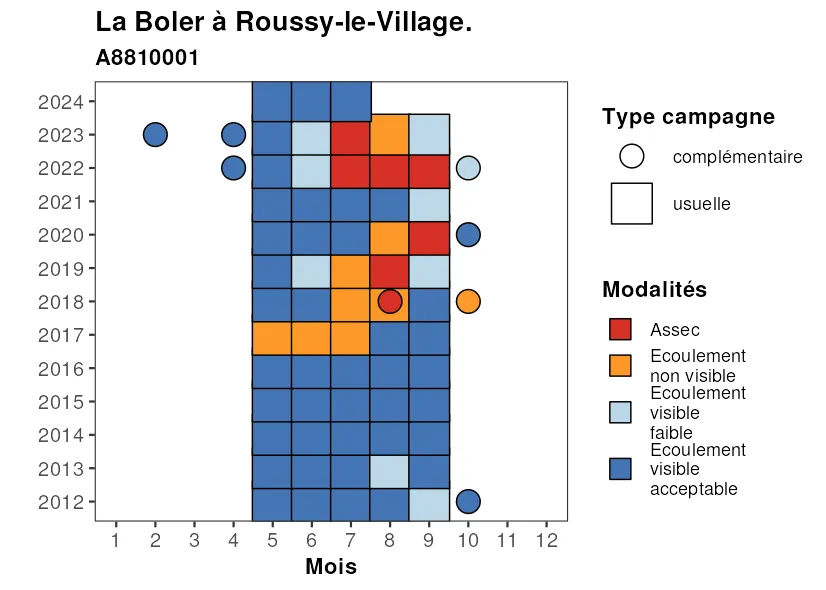 La Boler à Roussy-le-Village.
A8810001
2024
2023
2022
2021
2020
2019
2018
2017
2016
2015
2014
2013
2012
1 2 3 4 5 6 7 8 9 10 11 12
Mois
Type campagne
complémentaire
usuelle
Modalités
Assec
Ecoulement
non visible
Ecoulement
visible
faible
Ecoulement
visible
acceptable